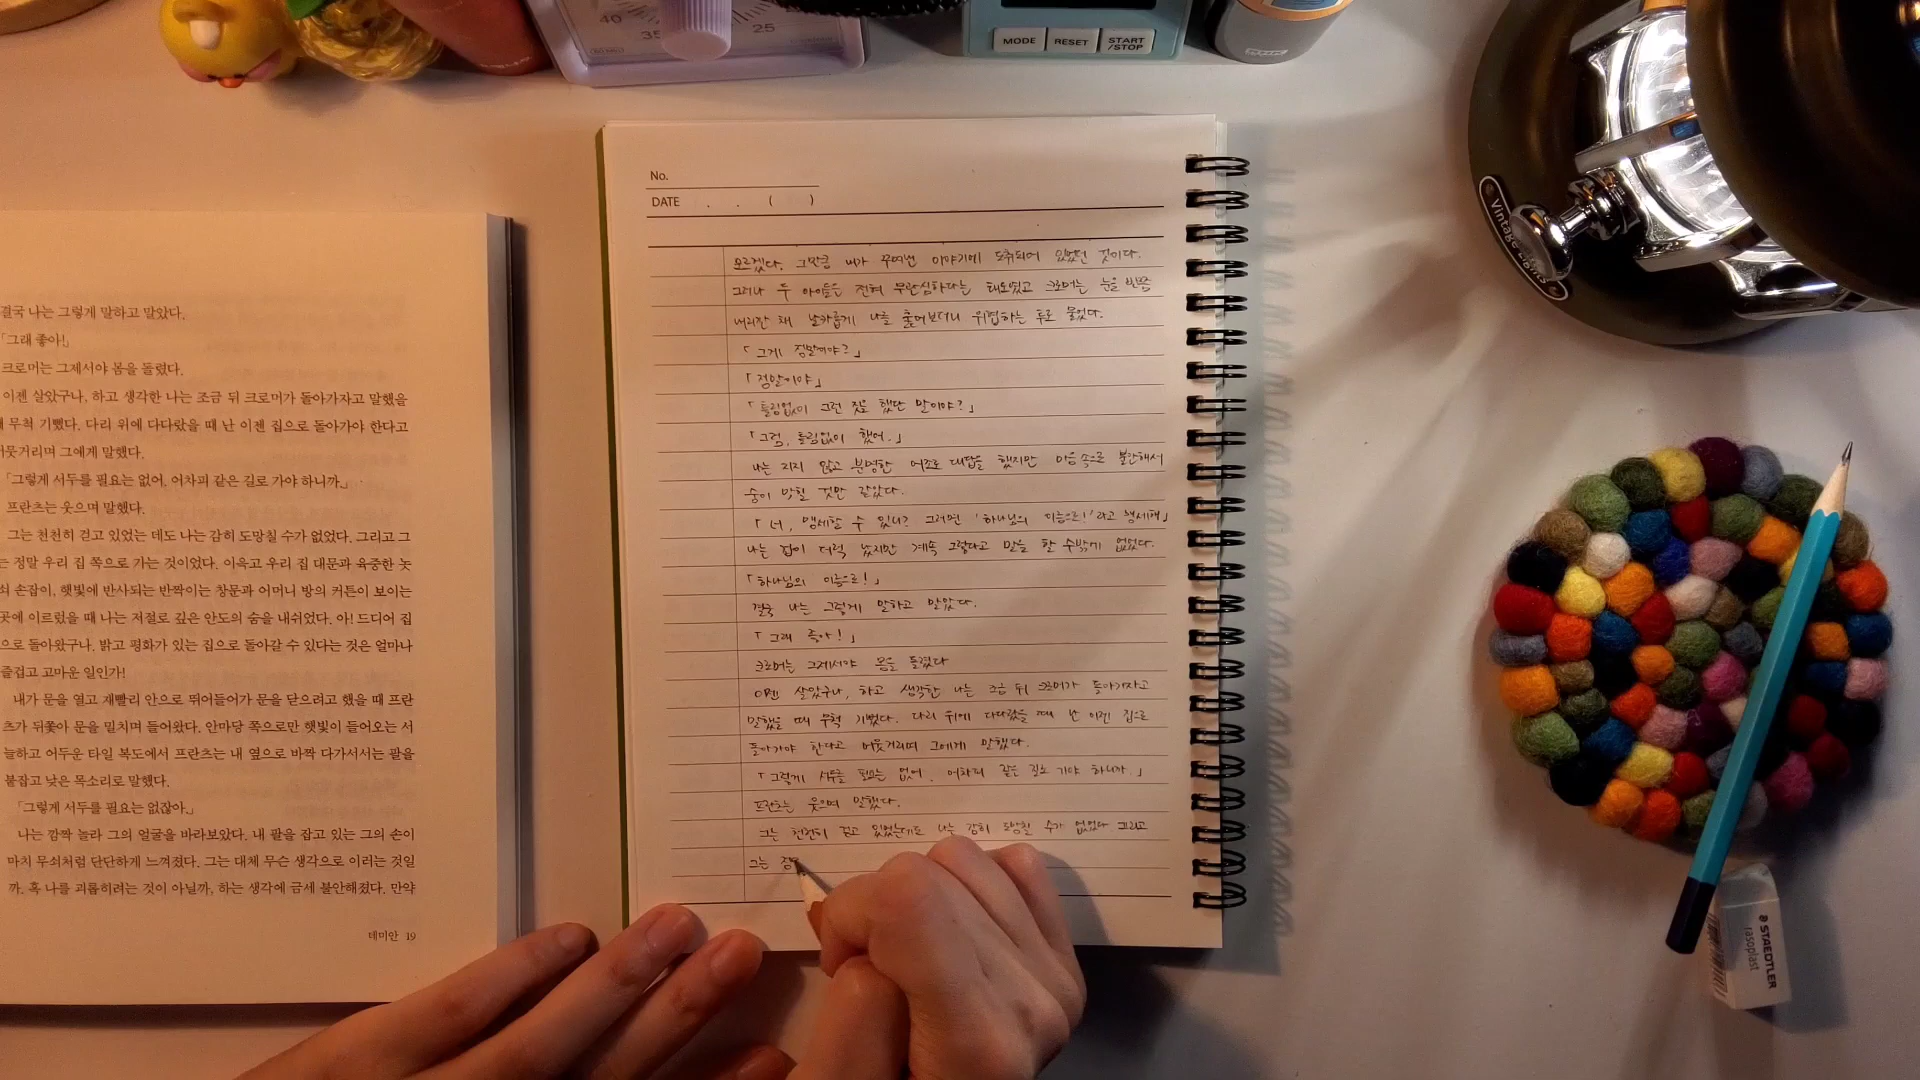 40
35
25
MODE
RESET
START
/STOP
Vintage Lights
결국 나는 그렇게 말하고 말았다.
「그래 좋아!」
크로머는 그제서야 몸을 돌렸다.
이젠 살았구나, 하고 생각한 나는 조금 뒤 크로머가 돌아가자고 말했을
무척 기뻤다. 다리 위에 다다랐을 때 난 이젠 집으로 돌아가야 한다고
머뭇거리며 그에게 말했다.
「그렇게 서두를 필요는 없어. 어차피 같은 길로 가야 하니까.」
프란츠는 웃으며 말했다.
그는 천천히 걷고 있었는 데도 나는 감히 도망칠 수가 없었다. 그리고 그
는 정말 우리 집 쪽으로 가는 것이었다. 이윽고 우리 집 대문과 육중한 놋
쇠 손잡이, 햇빛에 반사되는 반짝이는 창문과 어머니 방의 커튼이 보이는
곳에 이르렀을 때 나는 저절로 깊은 안도의 숨을 내쉬었다. 아! 드디어 집
으로 돌아왔구나. 밝고 평화가 있는 집으로 돌아갈 수 있다는 것은 얼마나
즐겁고 고마운 일인가!
내가 문을 열고 재빨리 안으로 뛰어들어가 문을 닫으려고 했을 때 프란
츠가 뒤쫓아 문을 밀치며 들어왔다. 안마당 쪽으로만 햇빛이 들어오는 서
늘하고 어두운 타일 복도에서 프란츠는 내 옆으로 바짝 다가서서는 팔을
붙잡고 낮은 목소리로 말했다.
「그렇게 서두를 필요는 없잖아.」
나는 깜짝 놀라 그의 얼굴을 바라보았다. 내 팔을 잡고 있는 그의 손이
마치 무쇠처럼 단단하게 느껴졌다. 그는 대체 무슨 생각으로 이러는 것일
까. 혹 나를 괴롭히려는 것이 아닐까, 하는 생각에 금세 불안해졌다. 만약
데미안 19
No.
DATE . . ( )
모르겠다. 그만큼 내가 꾸며낸 이야기에 도취되어 있었던 것이다.
그러나 두 아이들은 전혀 무관심하다는 태도였고 크로머는 눈을 반쯤
내리깐 채 날카롭게 나를 훑어보더니 위협하는 투로 물었다.
「그게 정말이야?」
「정말이야」
「틀림없이 그런 짓을 했단 말이야?」
「그럼, 틀림없이 했어.」
나는 지지 않고 분명한 어조로 대답을 했지만 마음속으로 불안해서
숨이 막힐 것만 같았다.
「너, 맹세할 수 있니? 그러면 '하나님의 이름으로!'라고 맹세해」
나는 겁이 더럭 났지만 계속 그렇다고 말을 할 수밖에 없었다.
「하나님의 이름으로!」
결국 나는 그렇게 말하고 말았다.
「그래 좋아!」
크로머는 그제서야 몸을 돌렸다
이젠 살았구나, 하고 생각한 나는 조금 뒤 크로머가 돌아가자고
말했을 때 무척 기뻤다. 다리 위에 다다랐을 때 난 이젠 집으로
돌아가야 한다고 머뭇거리며 그에게 말했다.
「그렇게 서두를 필요는 없어. 어차피 같은 길로 가야 하니까.」
프란츠는 웃으며 말했다.
그는 천천히 걷고 있었는데도 나는 감히 도망칠 수가 없었다 그리고
그는 정
STAEDTLER
rasoplast